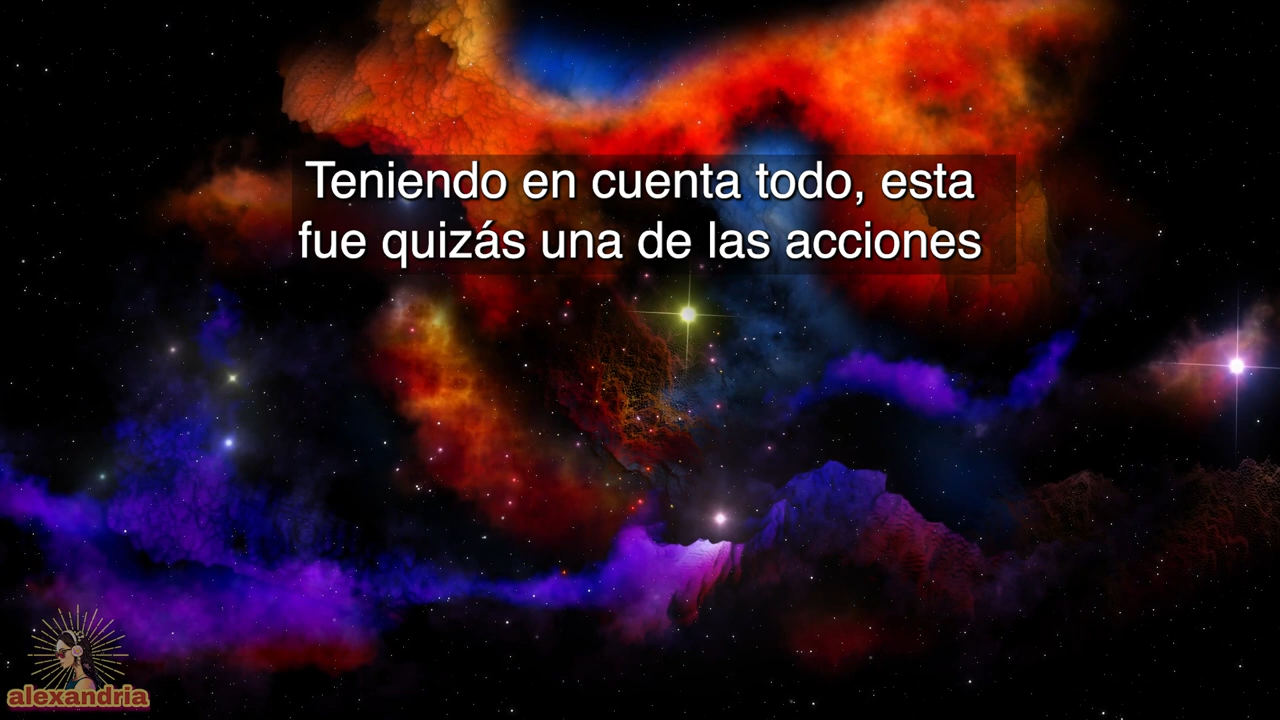 Teniendo en cuenta todo, esta
fue quizás una de las acciones
alexandria